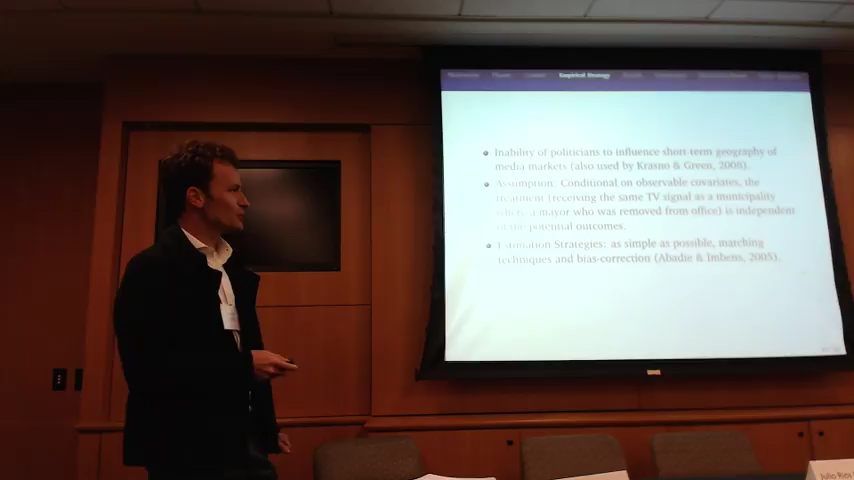 Empirical Strategy
Inability of politicians to influence short-term geography of
media markets (also used by Krasno & Green, 2008).
Assumption: Conditional on observable covariates, the
treatment (receiving the same TV signal as a municipality
where a mayor who was removed from office) is independent
of the potential outcomes.
Estimation Strategies: as simple as possible, matching
techniques and bias-correction (Abadie & Imbens, 2005).
Julio Rios